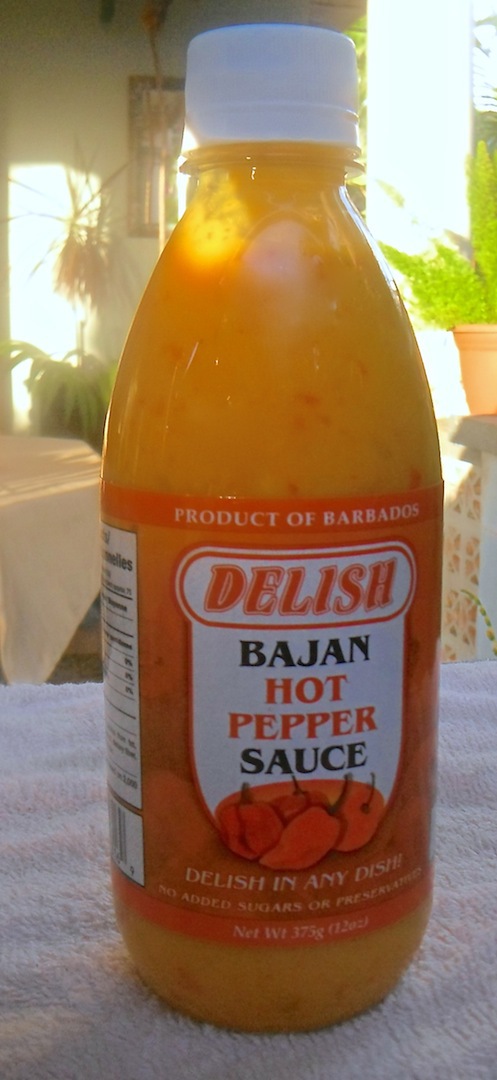 PRODUCT OF BARBADOS
DELISH
BAJAN
HOT
PEPPER
SAUCE
DELISH IN ANY DISH!
NO ADDED SUGARS OR PRESERVATIVES
Net Wt 375g (12oz)